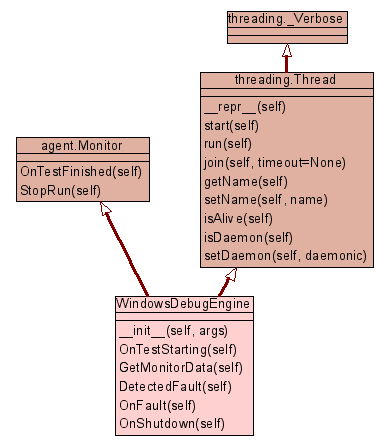 threading._Verbose
threading.Thread
__repr__(self)
start(self)
run(self)
join(self, timeout=None)
getName(self)
setName(self, name)
isAlive(self)
isDaemon(self)
setDaemon(self, daemonic)
agent.Monitor
OnTestFinished(self)
StopRun(self)
WindowsDebugEngine
__init__(self, args)
OnTestStarting(self)
GetMonitorData(self)
DetectedFault(self)
OnFault(self)
OnShutdown(self)